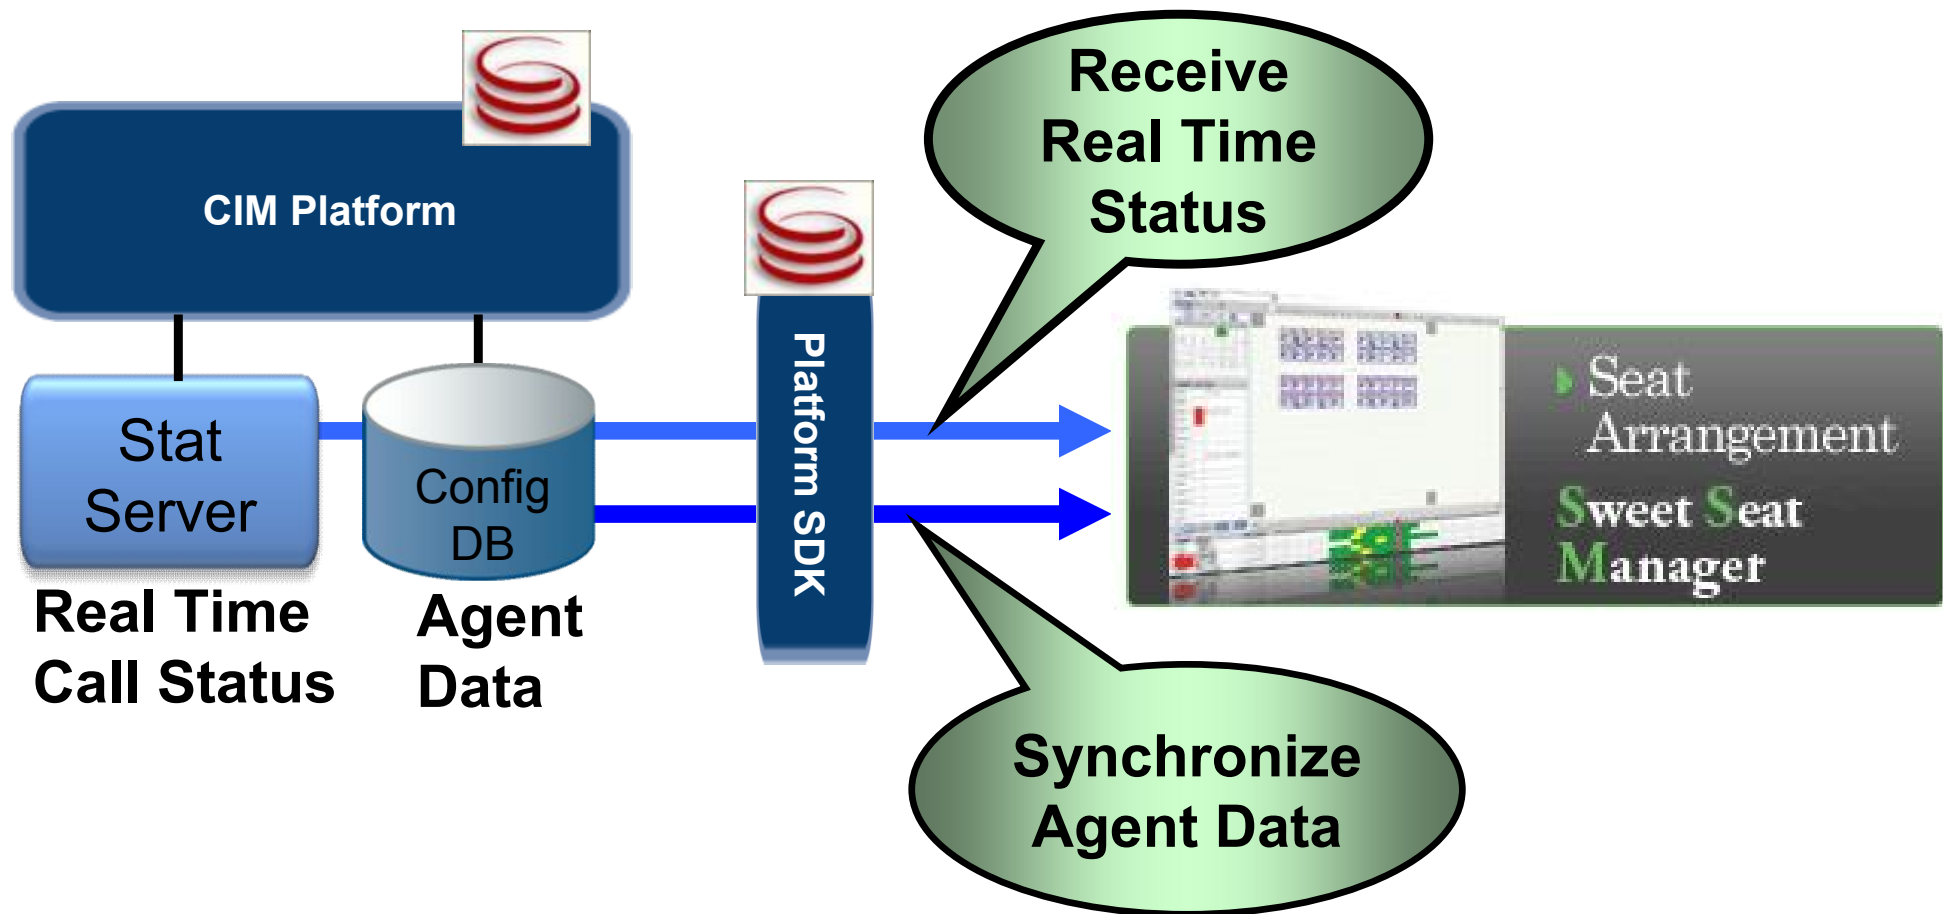 Receive
Real Time
Status
CIM Platform
Platform SDK
Stat
Server
Config
DB
Real Time
Call Status
Agent
Data
Seat
Arrangement
Sweet Seat
Manager
Synchronize
Agent Data